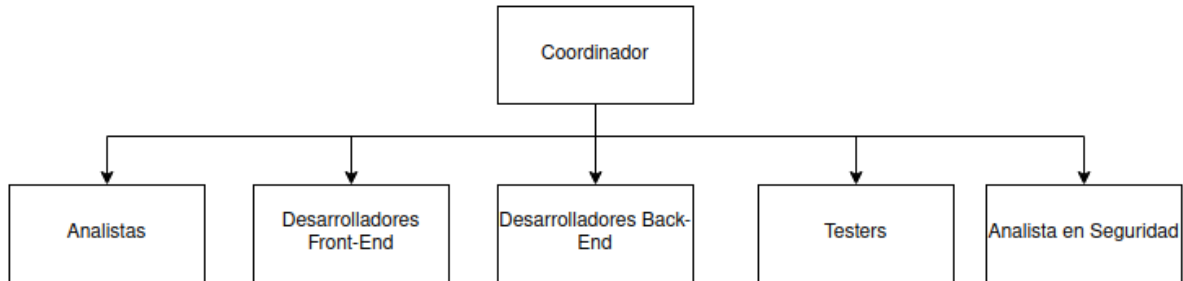 Coordinador
Analistas
Desarrolladores
Front-End
Desarrolladores Back-
End
Testers
Analista en Seguridad